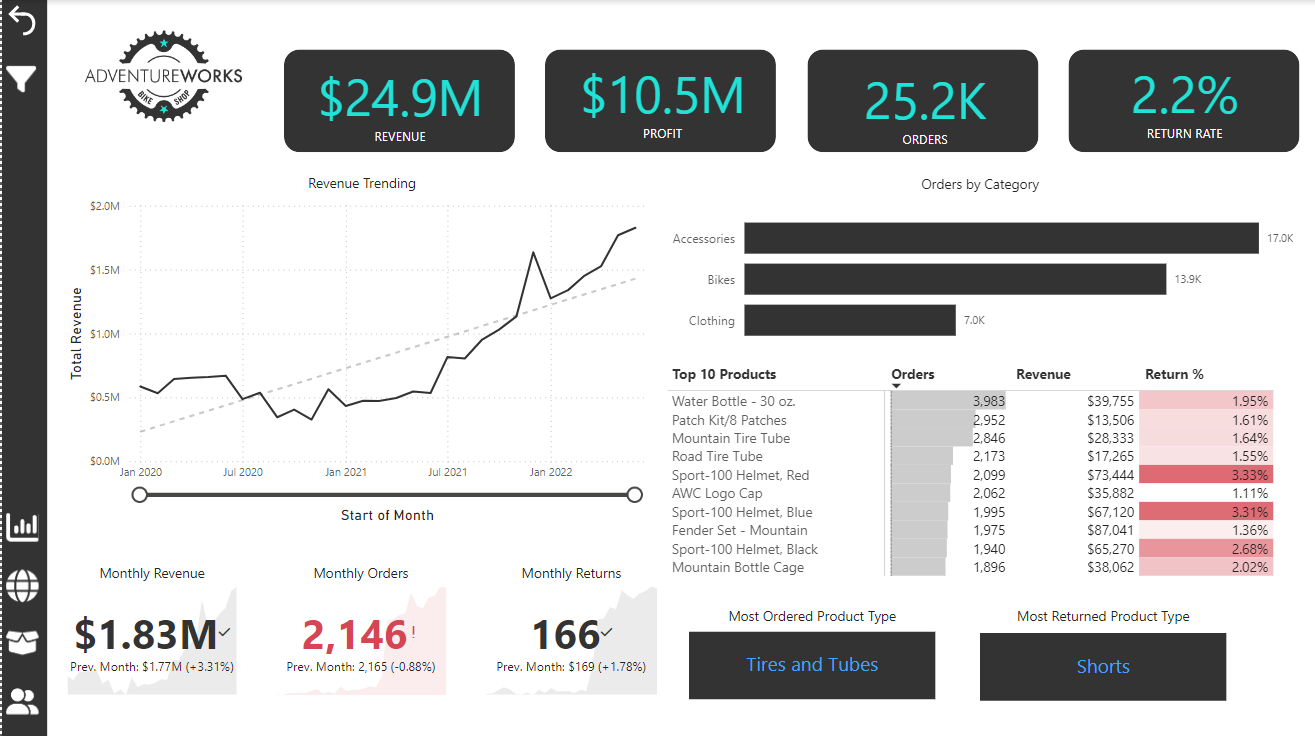 ADVENTUREWORKS
BIKE SHOP
$24.9M
REVENUE
$10.5M
PROFIT
25.2K
ORDERS
2.2%
RETURN RATE
Revenue Trending
Total Revenue
$2.0M
$1.5M
$1.0M
$0.5M
$0.0M
Jan 2020 Jul 2020 Jan 2021 Jul 2021 Jan 2022
Start of Month
Orders by Category
Accessories 17.0K
Bikes 13.9K
Clothing 7.0K
Top 10 Products Orders Revenue Return %
Water Bottle - 30 oz. 3,983 $39,755 1.95%
Patch Kit/8 Patches 2,952 $13,506 1.61%
Mountain Tire Tube 2,846 $28,333 1.64%
Road Tire Tube 2,173 $17,265 1.55%
Sport-100 Helmet, Red 2,099 $73,444 3.33%
AWC Logo Cap 2,062 $35,882 1.11%
Sport-100 Helmet, Blue 1,995 $67,120 3.31%
Fender Set - Mountain 1,975 $87,041 1.36%
Sport-100 Helmet, Black 1,940 $65,270 2.68%
Mountain Bottle Cage 1,896 $38,062 2.02%
Monthly Revenue
$1.83M
Prev. Month: $1.77M (+3.31%)
Monthly Orders
2,146!
Prev. Month: 2,165 (-0.88%)
Monthly Returns
166
Prev. Month: $169 (+1.78%)
Most Ordered Product Type
Tires and Tubes
Most Returned Product Type
Shorts